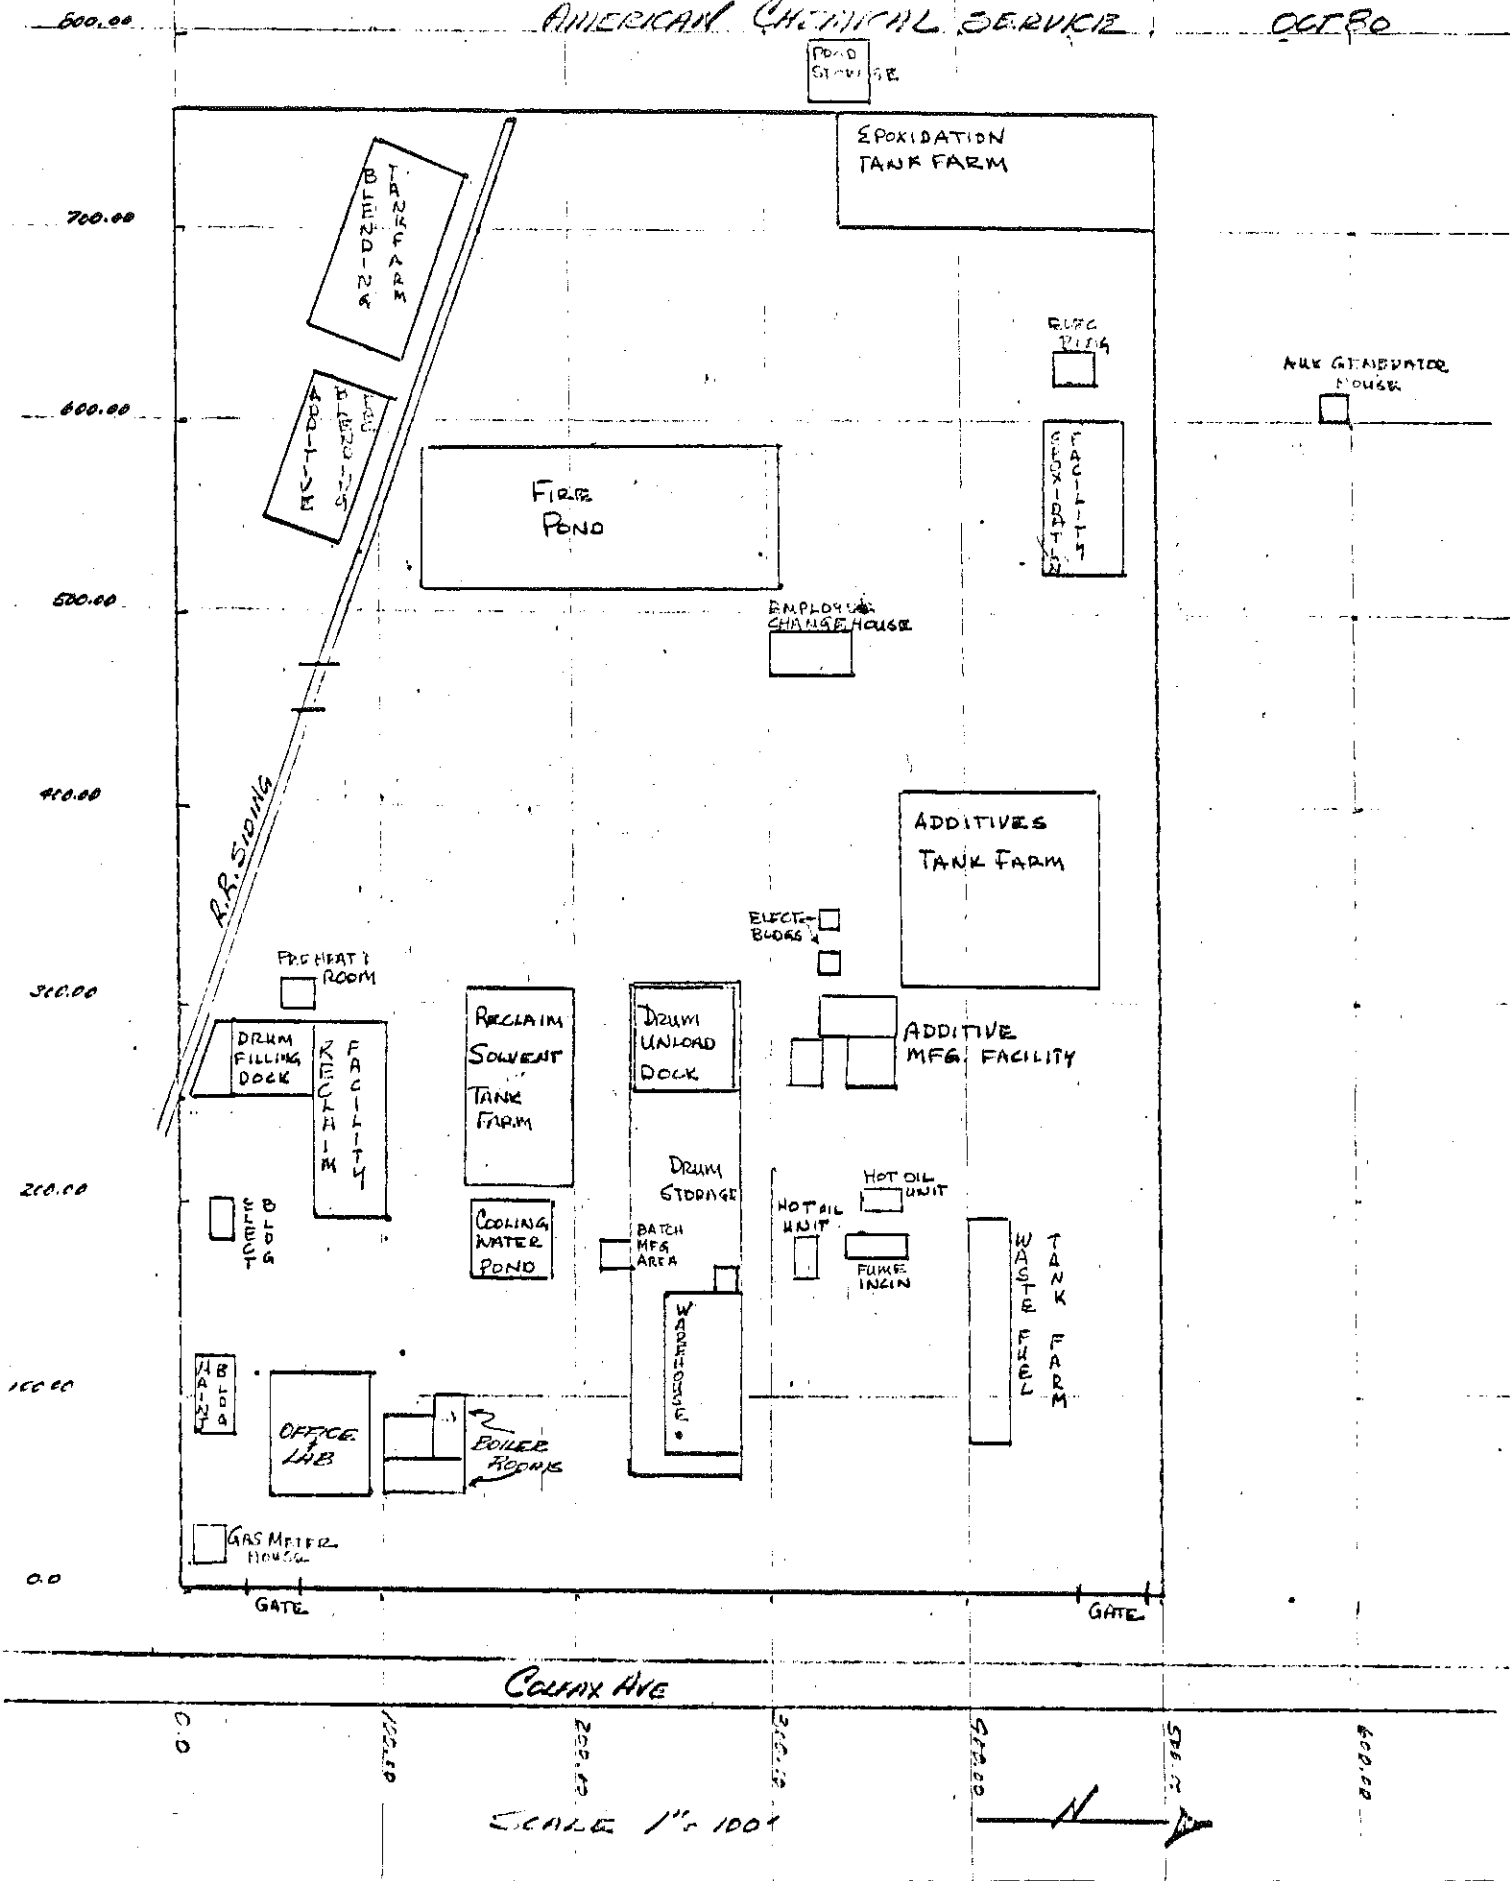 AMERICAN CHEMICAL SERVICE
OCT 80
POND
EPOXIDATION
TANK FARM
BLENDING
TANK FARM
700.00
ELEC
AUX GENERATOR
HOUSE
600.00
ADDITIVE
BLENDING
FIRE
POND
FACILITY
500.00
EMPLOYEE
CHANGE HOUSE
400.00
R.R. SIDING
ADDITIVES
TANK FARM
ELECT
BLDGS
ROOM
300.00
DRUM
FILLING
DOCK
RECLAIM
FACILITY
RECLAIM
SOLVENT
TANK
FARM
DRUM
UNLOAD
DOCK
ADDITIVE
MFG. FACILITY
DRUM
STORAGE
200.00
ELECT
BLDG
COOLING
WATER
POND
BATCH
MFG
AREA
HOT OIL
UNIT
HOT OIL
UNIT
FUME
INCIN
WASTE FUEL
TANK FARM
WAREHOUSE
100.00
MAINT
BLDG
OFFICE
+
LAB
BOILER
ROOMS
GAS METER
HOUSE
0.0
GATE
GATE
COLFAX AVE
0.0
100.00
200.00
300.00
400.00
500.00
600.00
SCALE 1" = 100'
N